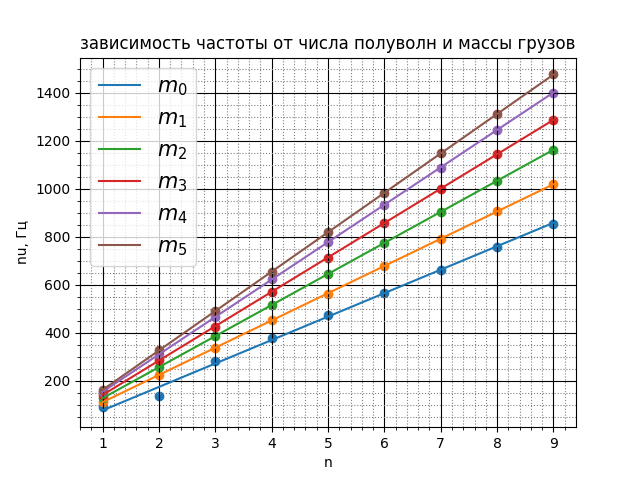 зависимость частоты от числа полуволн и массы грузов
nu, Гц
1400
1200
1000
800
600
400
200
m₀
m₁
m₂
m₃
m₄
m₅
1 2 3 4 5 6 7 8 9
n